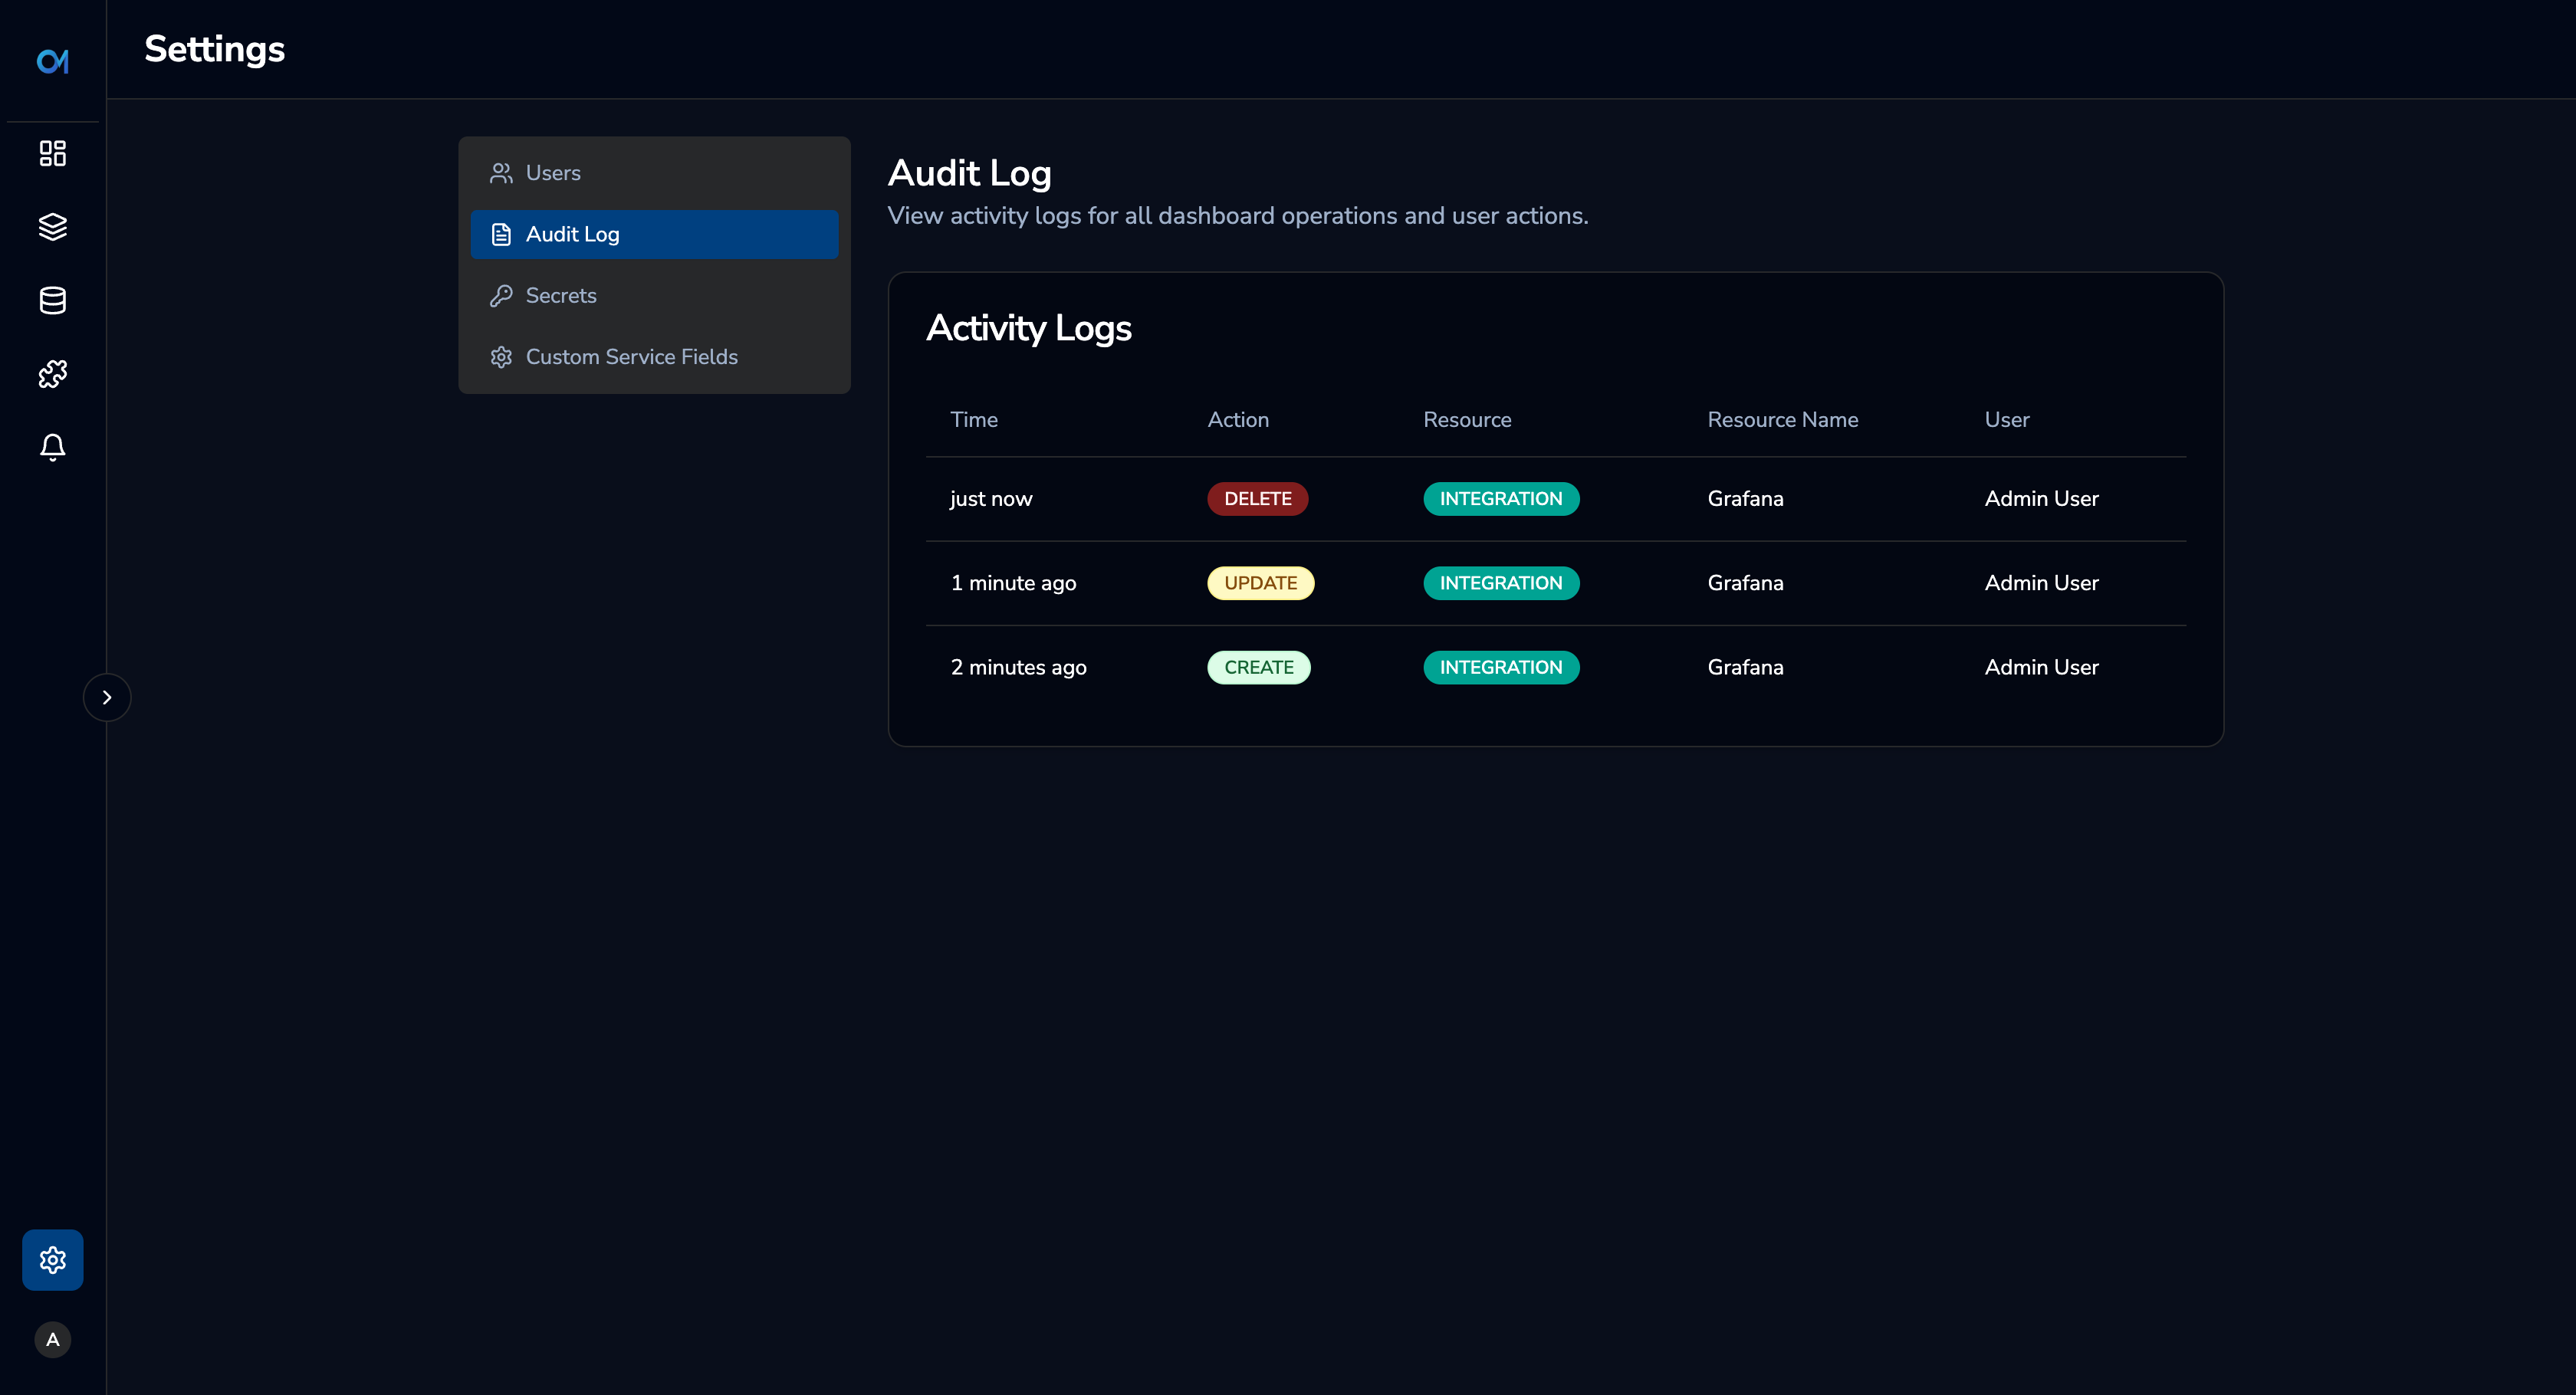 Settings
Users
Audit Log
Secrets
Custom Service Fields
Audit Log
View activity logs for all dashboard operations and user actions.
Activity Logs
Time Action Resource Resource Name User
just now DELETE INTEGRATION Grafana Admin User
1 minute ago UPDATE INTEGRATION Grafana Admin User
2 minutes ago CREATE INTEGRATION Grafana Admin User
A